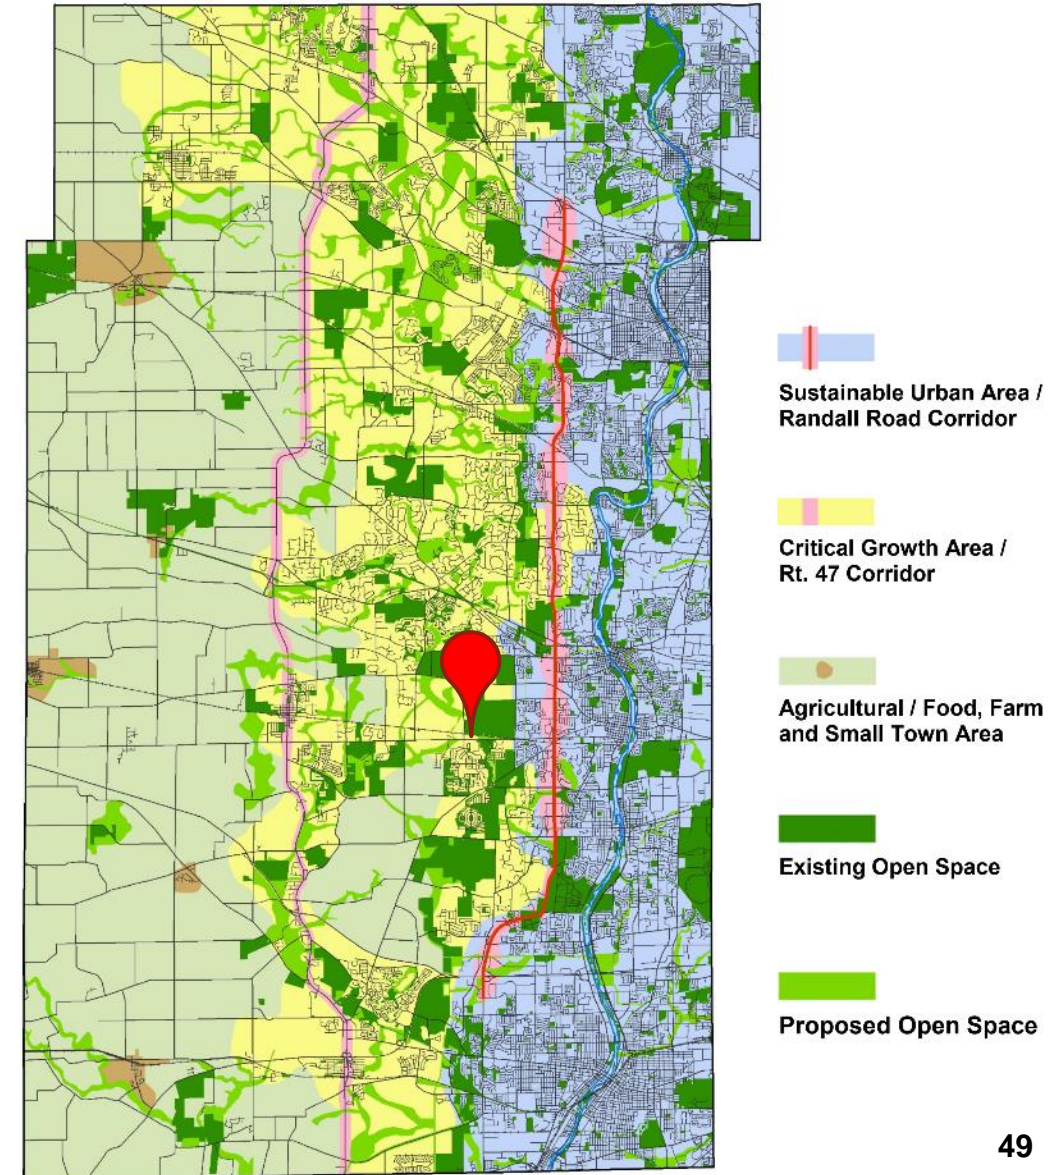 Sustainable Urban Area /
Randall Road Corridor
Critical Growth Area /
Rt. 47 Corridor
Agricultural / Food, Farm
and Small Town Area
Existing Open Space
Proposed Open Space
49